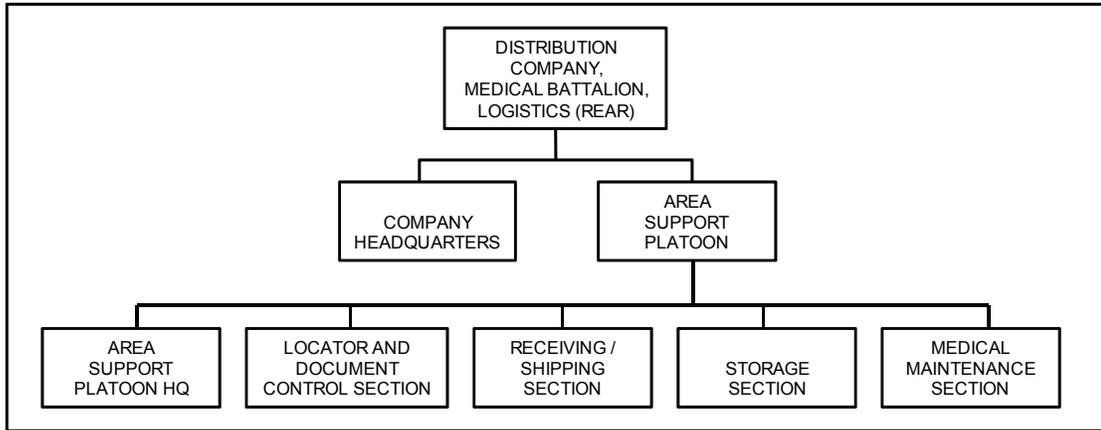 DISTRIBUTION
COMPANY,
MEDICAL BATTALION,
LOGISTICS (REAR)
COMPANY
HEADQUARTERS
AREA
SUPPORT
PLATOON
AREA
SUPPORT
PLATOON HQ
LOCATOR AND
DOCUMENT
CONTROL SECTION
RECEIVING /
SHIPPING
SECTION
STORAGE
SECTION
MEDICAL
MAINTENANCE
SECTION